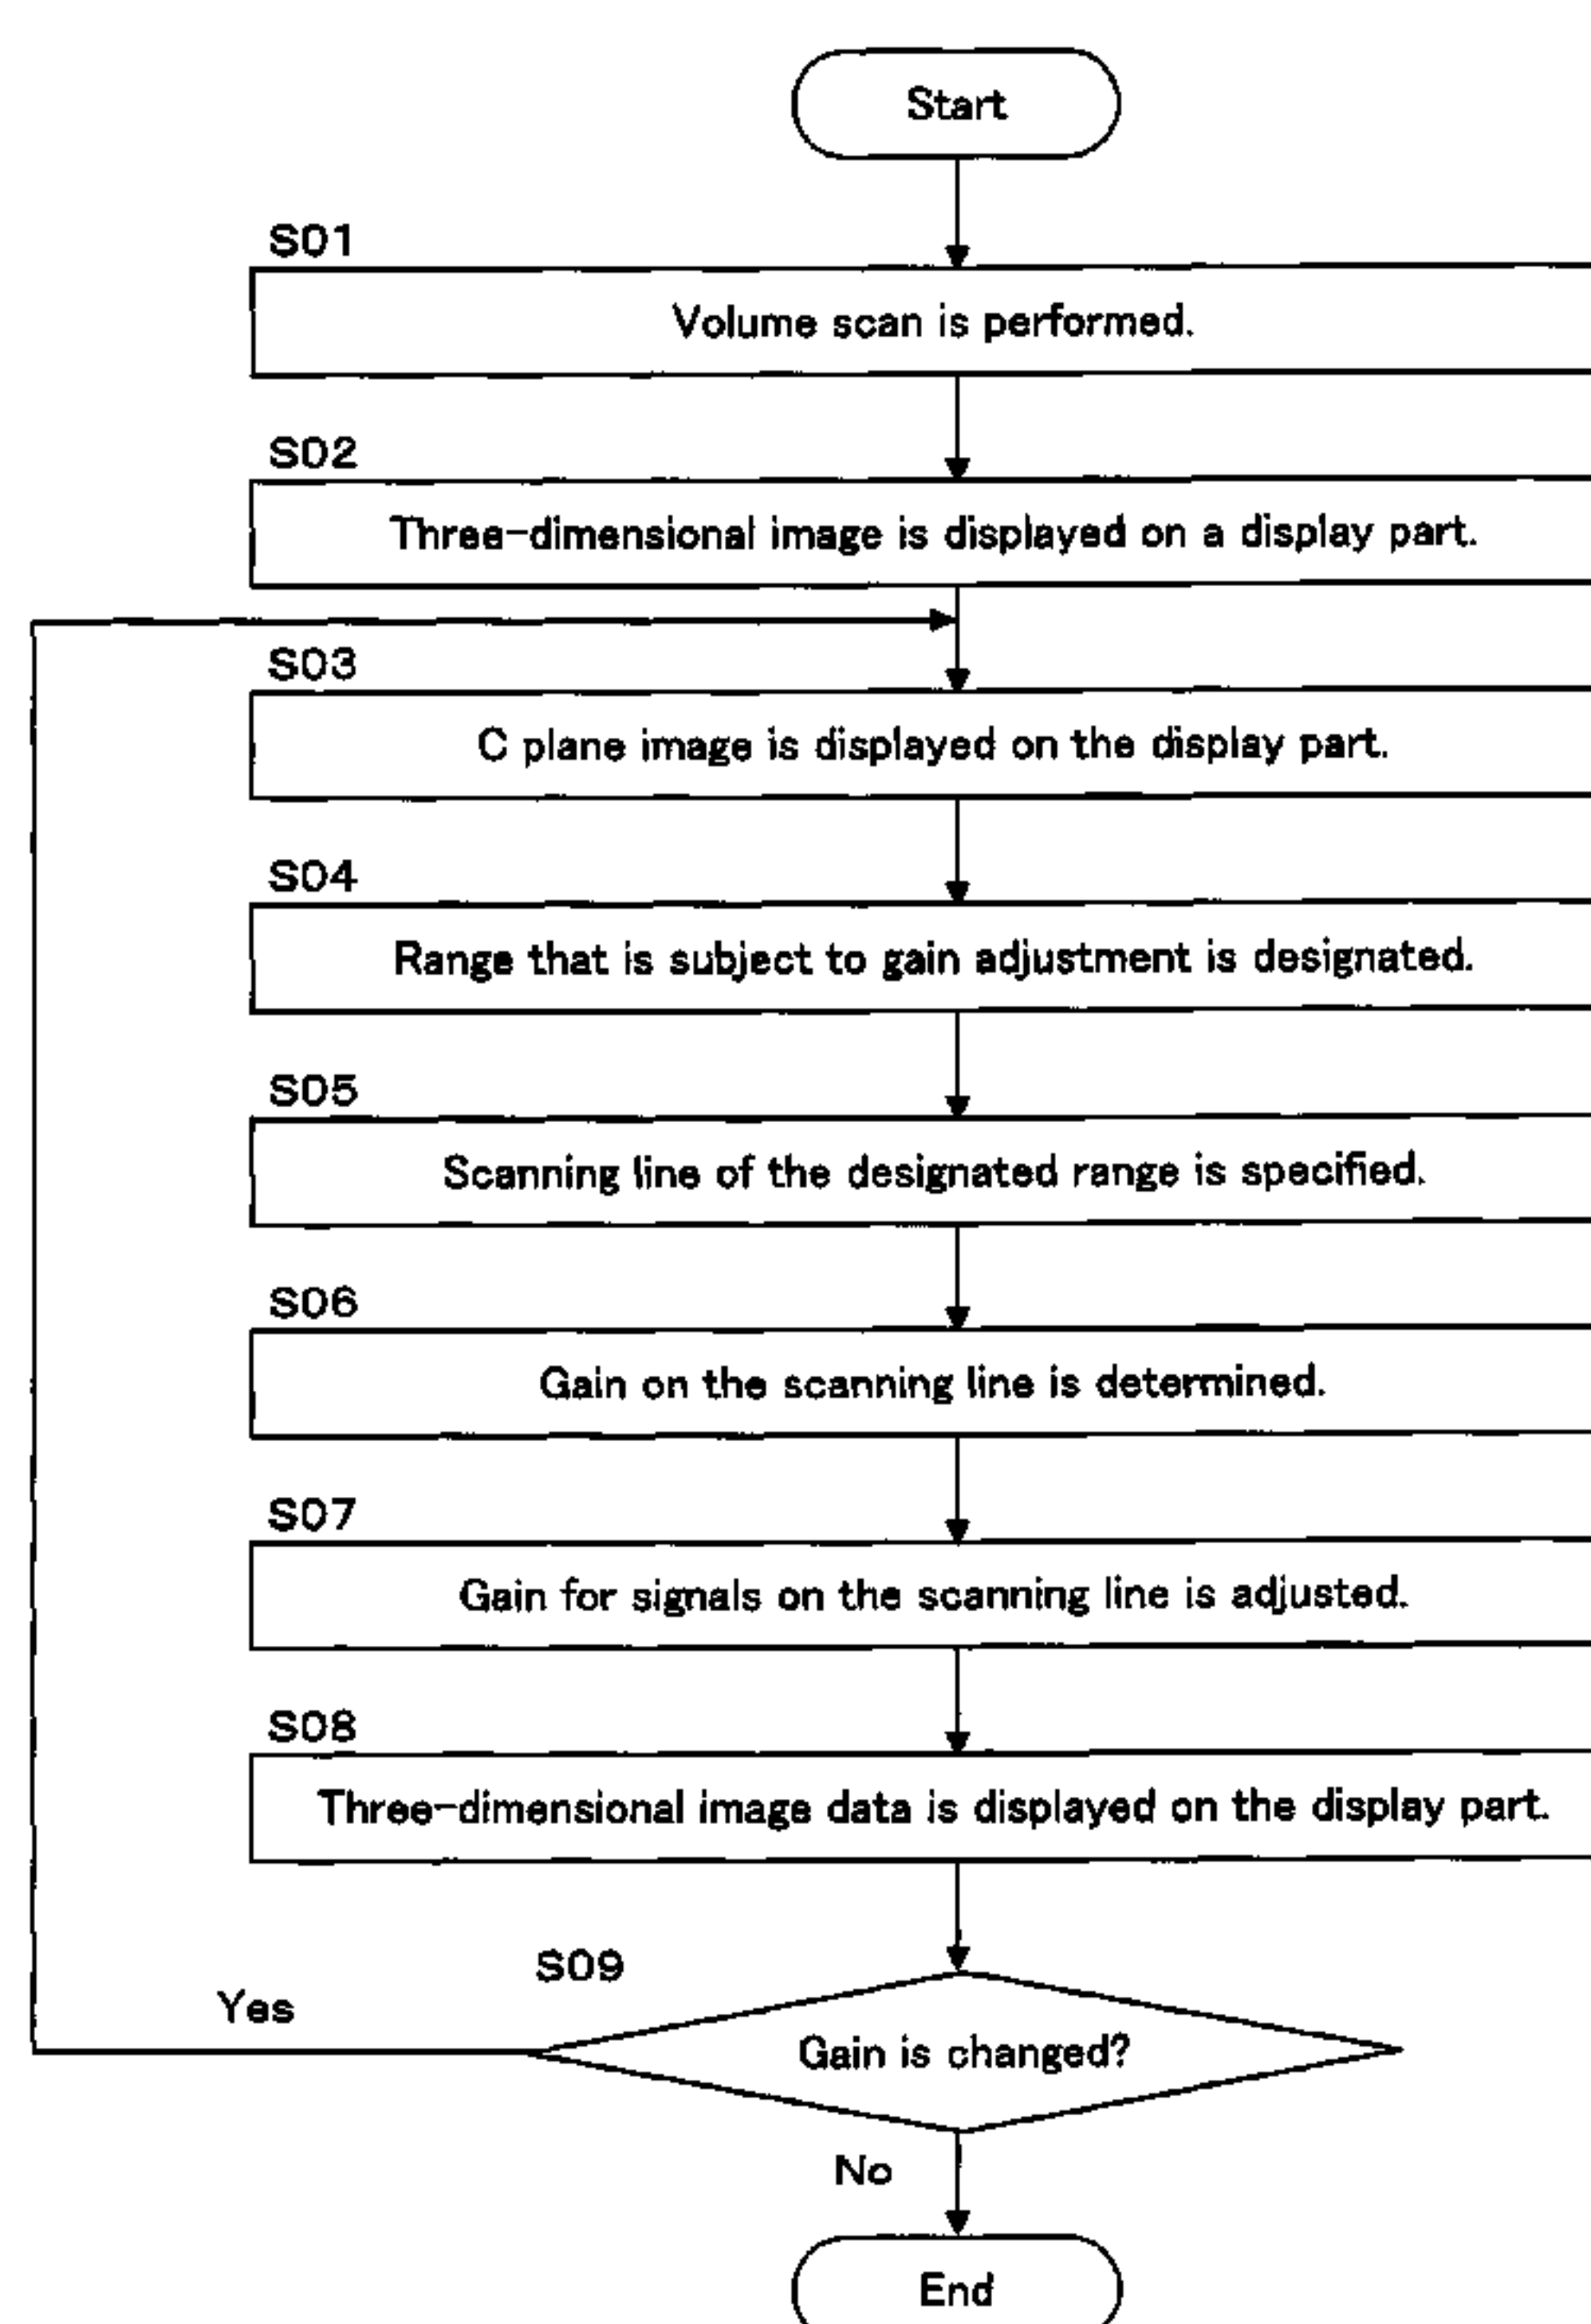 Start
S01
Volume scan is performed.
S02
Three-dimensional image is displayed on a display part.
S03
C plane image is displayed on the display part.
S04
Range that is subject to gain adjustment is designated.
S05
Scanning line of the designated range is specified.
S06
Gain on the scanning line is determined.
S07
Gain for signals on the scanning line is adjusted.
S08
Three-dimensional image data is displayed on the display part.
S09
Yes
Gain is changed?
No
End